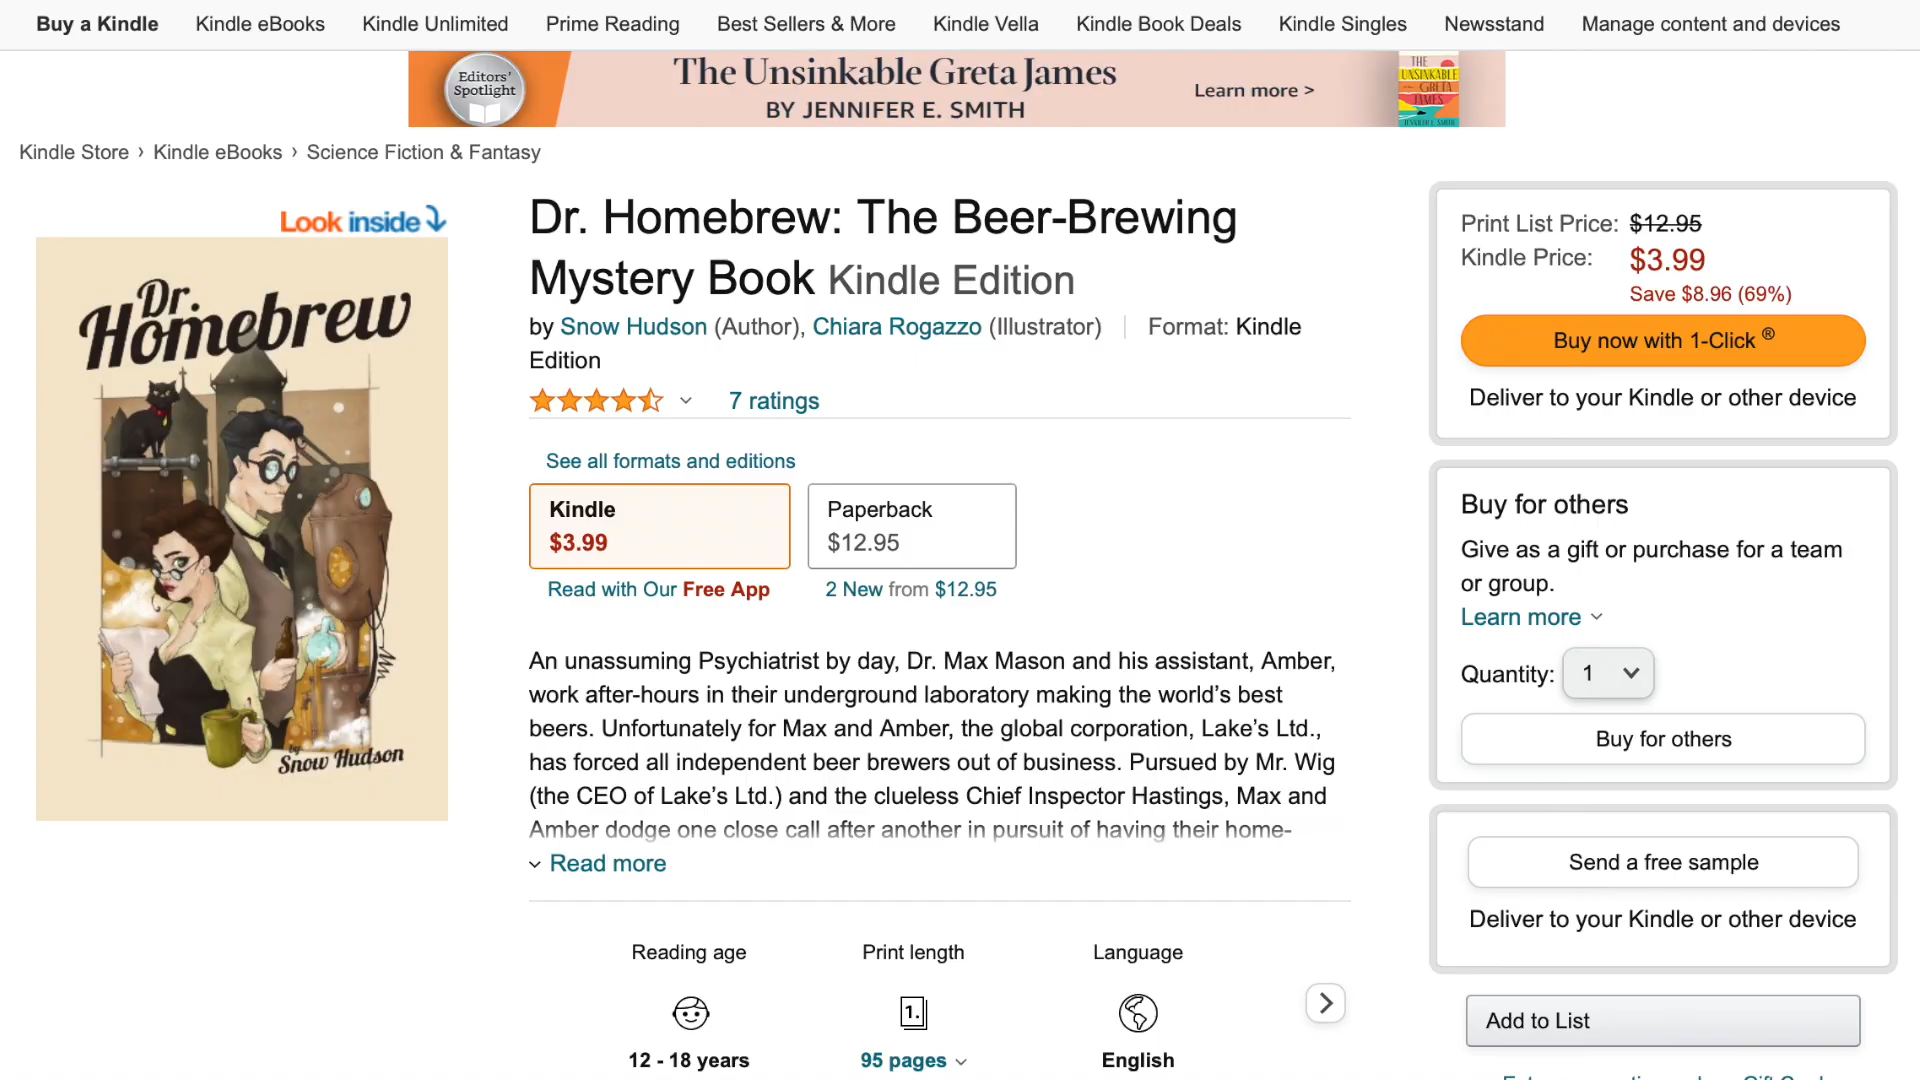 Buy a Kindle Kindle eBooks Kindle Unlimited Prime Reading Best Sellers & More Kindle Vella Kindle Book Deals Kindle Singles Newsstand Manage content and devices
Editors'
Spotlight
The Unsinkable Greta James
BY JENNIFER E. SMITH
Learn more >
THE
UNSINKABLE
GRETA
JAMES
JENNIFER E. SMITH
Kindle Store › Kindle eBooks › Science Fiction & Fantasy
Look inside
Dr.
Homebrew
by
Snow Hudson
Dr. Homebrew: The Beer-Brewing
Mystery Book Kindle Edition
by Snow Hudson (Author), Chiara Rogazzo (Illustrator) Format: Kindle
Edition
7 ratings
See all formats and editions
Kindle
$3.99
Read with Our Free App
Paperback
$12.95
2 New from $12.95
An unassuming Psychiatrist by day, Dr. Max Mason and his assistant, Amber,
work after-hours in their underground laboratory making the world’s best
beers. Unfortunately for Max and Amber, the global corporation, Lake’s Ltd.,
has forced all independent beer brewers out of business. Pursued by Mr. Wig
(the CEO of Lake’s Ltd.) and the clueless Chief Inspector Hastings, Max and
Amber dodge one close call after another in pursuit of having their home-
Read more
Reading age
12 - 18 years
Print length
1.
95 pages
Language
English
Print List Price: $12.95
Kindle Price: $3.99
Save $8.96 (69%)
Buy now with 1-Click ®
Deliver to your Kindle or other device
Buy for others
Give as a gift or purchase for a team
or group.
Learn more
Quantity: 1
Buy for others
Send a free sample
Deliver to your Kindle or other device
Add to List